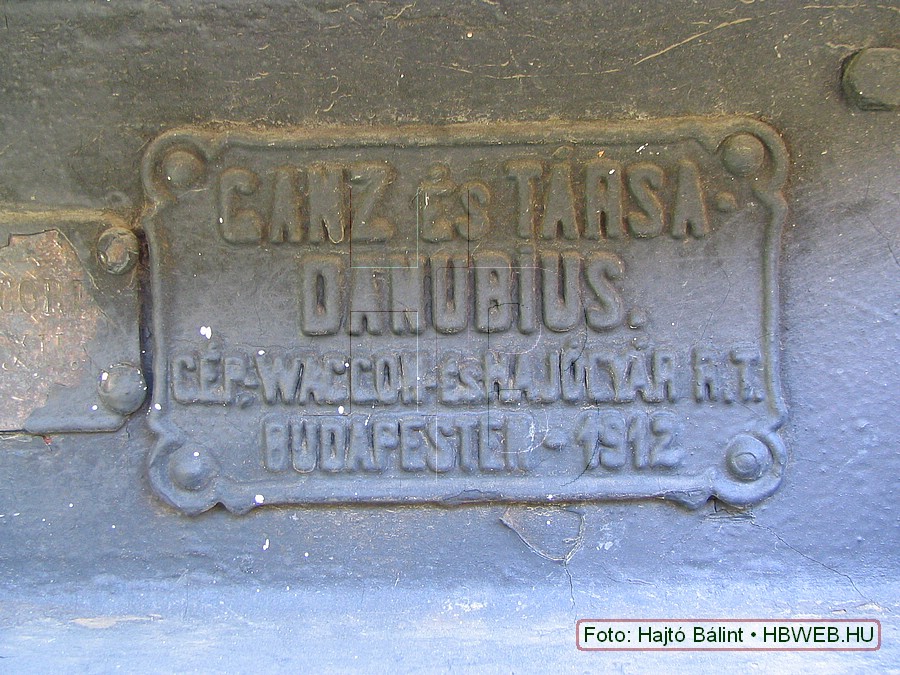 GANZ és TÁRSA-
DANUBIUS.
GÉP-, WAGGON- ÉS HAJÓGYÁR R.T.
BUDAPESTEN - 1912
Foto: Hajtó Bálint • HBWEB.HU